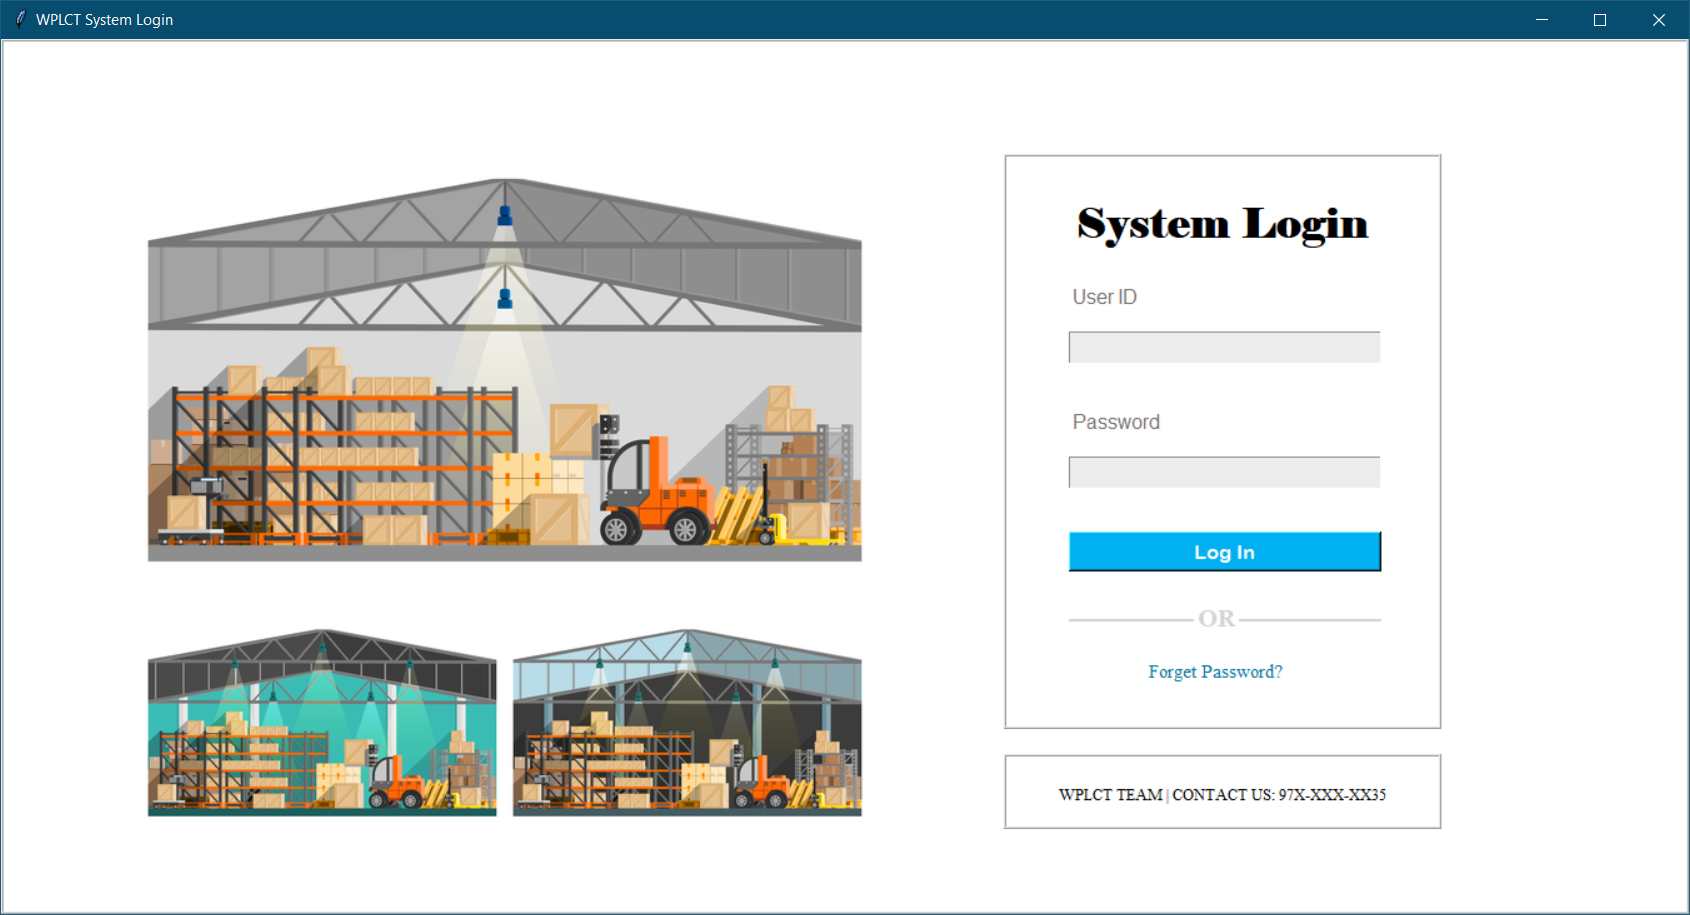 WPLCT System Login
System Login
User ID
Password
Log In
OR
Forget Password?
WPLCT TEAM | CONTACT US: 97X-XXX-XX35